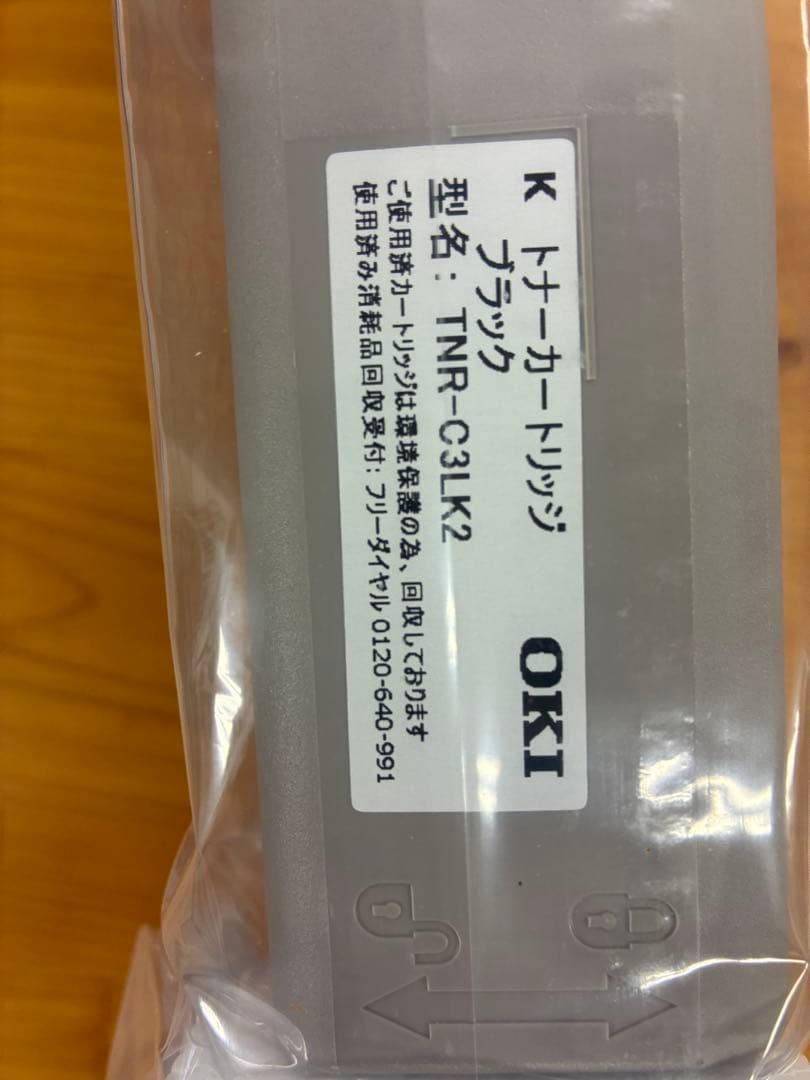 K トナーカートリッジ
ブラック
OKI
型名：TNR-C3LK2
ご使用済カートリッジは環境保護の為、回収しております
使用済み消耗品回収受付：フリーダイヤル 0120-640-991